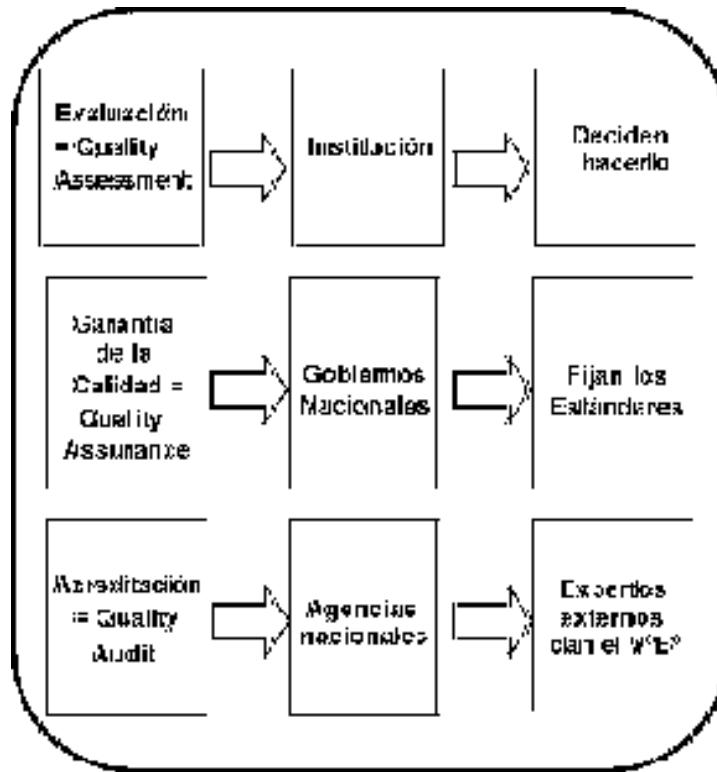 Evaluación
= Quality
Assessment
Institución
Deciden
hacerlo
Garantía
de la
Calidad =
Quality
Assurance
Gobiernos
Nacionales
Fijan los
Estándares
Acreditación
= Quality
Audit
Agencias
nacionales
Expertos
externos
dan el VºBº